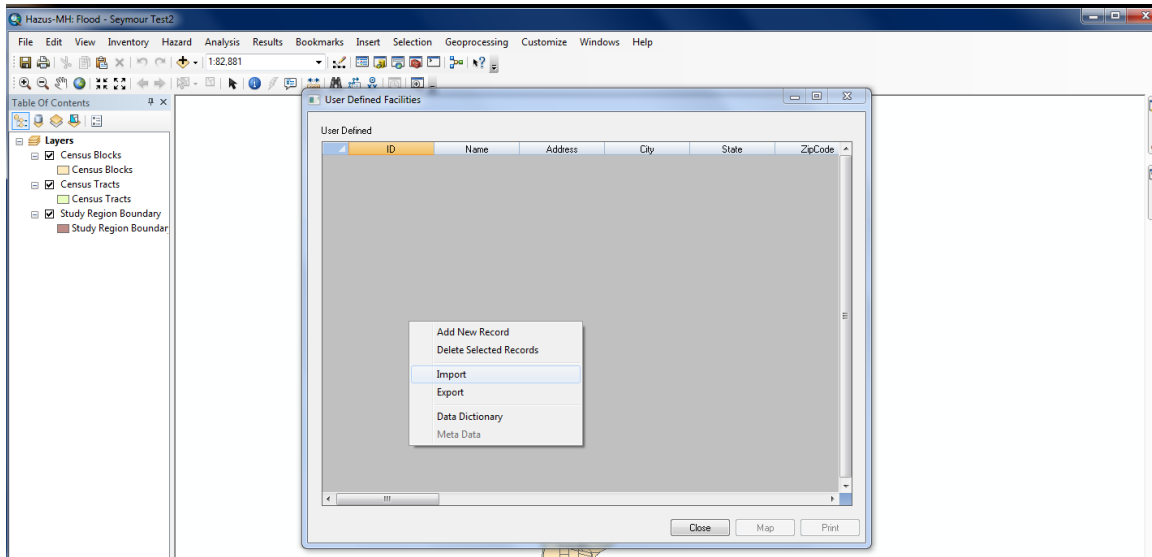 Hazus-MH: Flood - Seymour Test2
File Edit View Inventory Hazard Analysis Results Bookmarks Insert Selection Geoprocessing Customize Windows Help
1:82,881
Table Of Contents
Layers
Census Blocks
Census Blocks
Census Tracts
Census Tracts
Study Region Boundary
Study Region Boundar
User Defined Facilities
User Defined
ID Name Address City State ZipCode
Add New Record
Delete Selected Records
Import
Export
Data Dictionary
Meta Data
Close Map Print